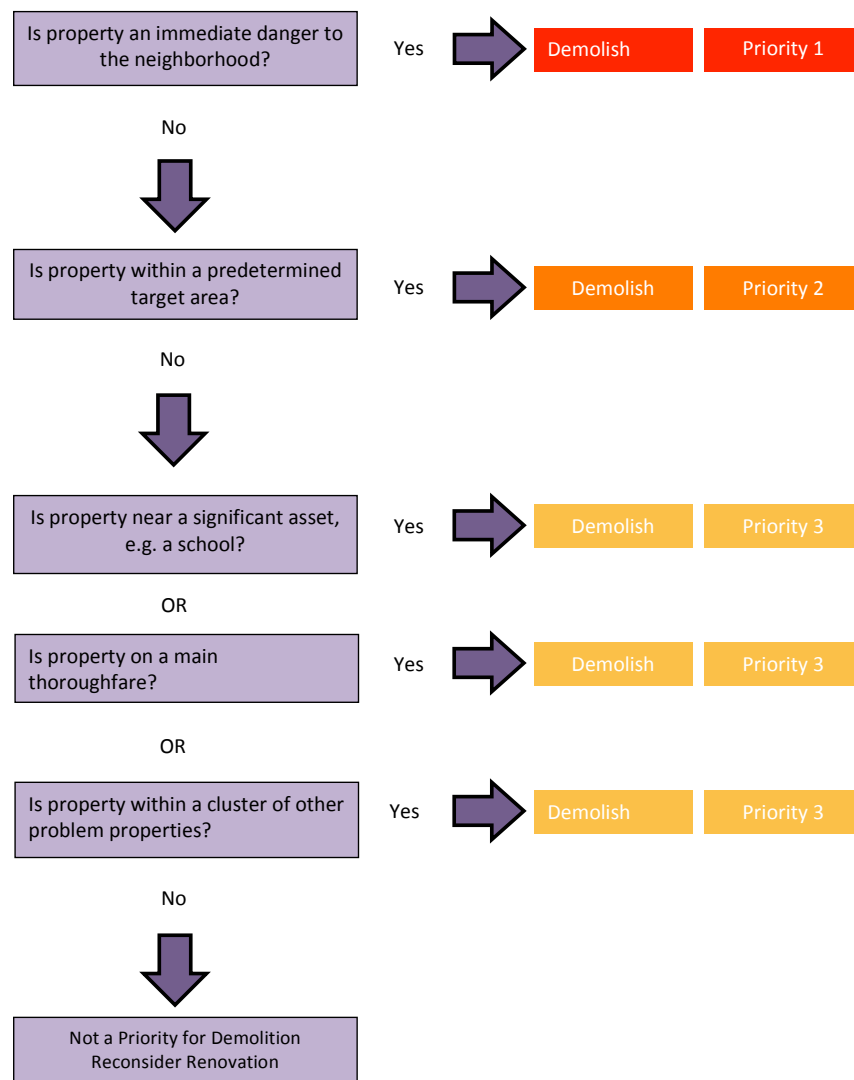 Is property an immediate danger to
the neighborhood?
Yes
Demolish
Priority 1
No
Is property within a predetermined
target area?
Yes
Demolish
Priority 2
No
Is property near a significant asset,
e.g. a school?
Yes
Demolish
Priority 3
OR
Is property on a main
thoroughfare?
Yes
Demolish
Priority 3
OR
Is property within a cluster of other
problem properties?
Yes
Demolish
Priority 3
No
Not a Priority for Demolition
Reconsider Renovation